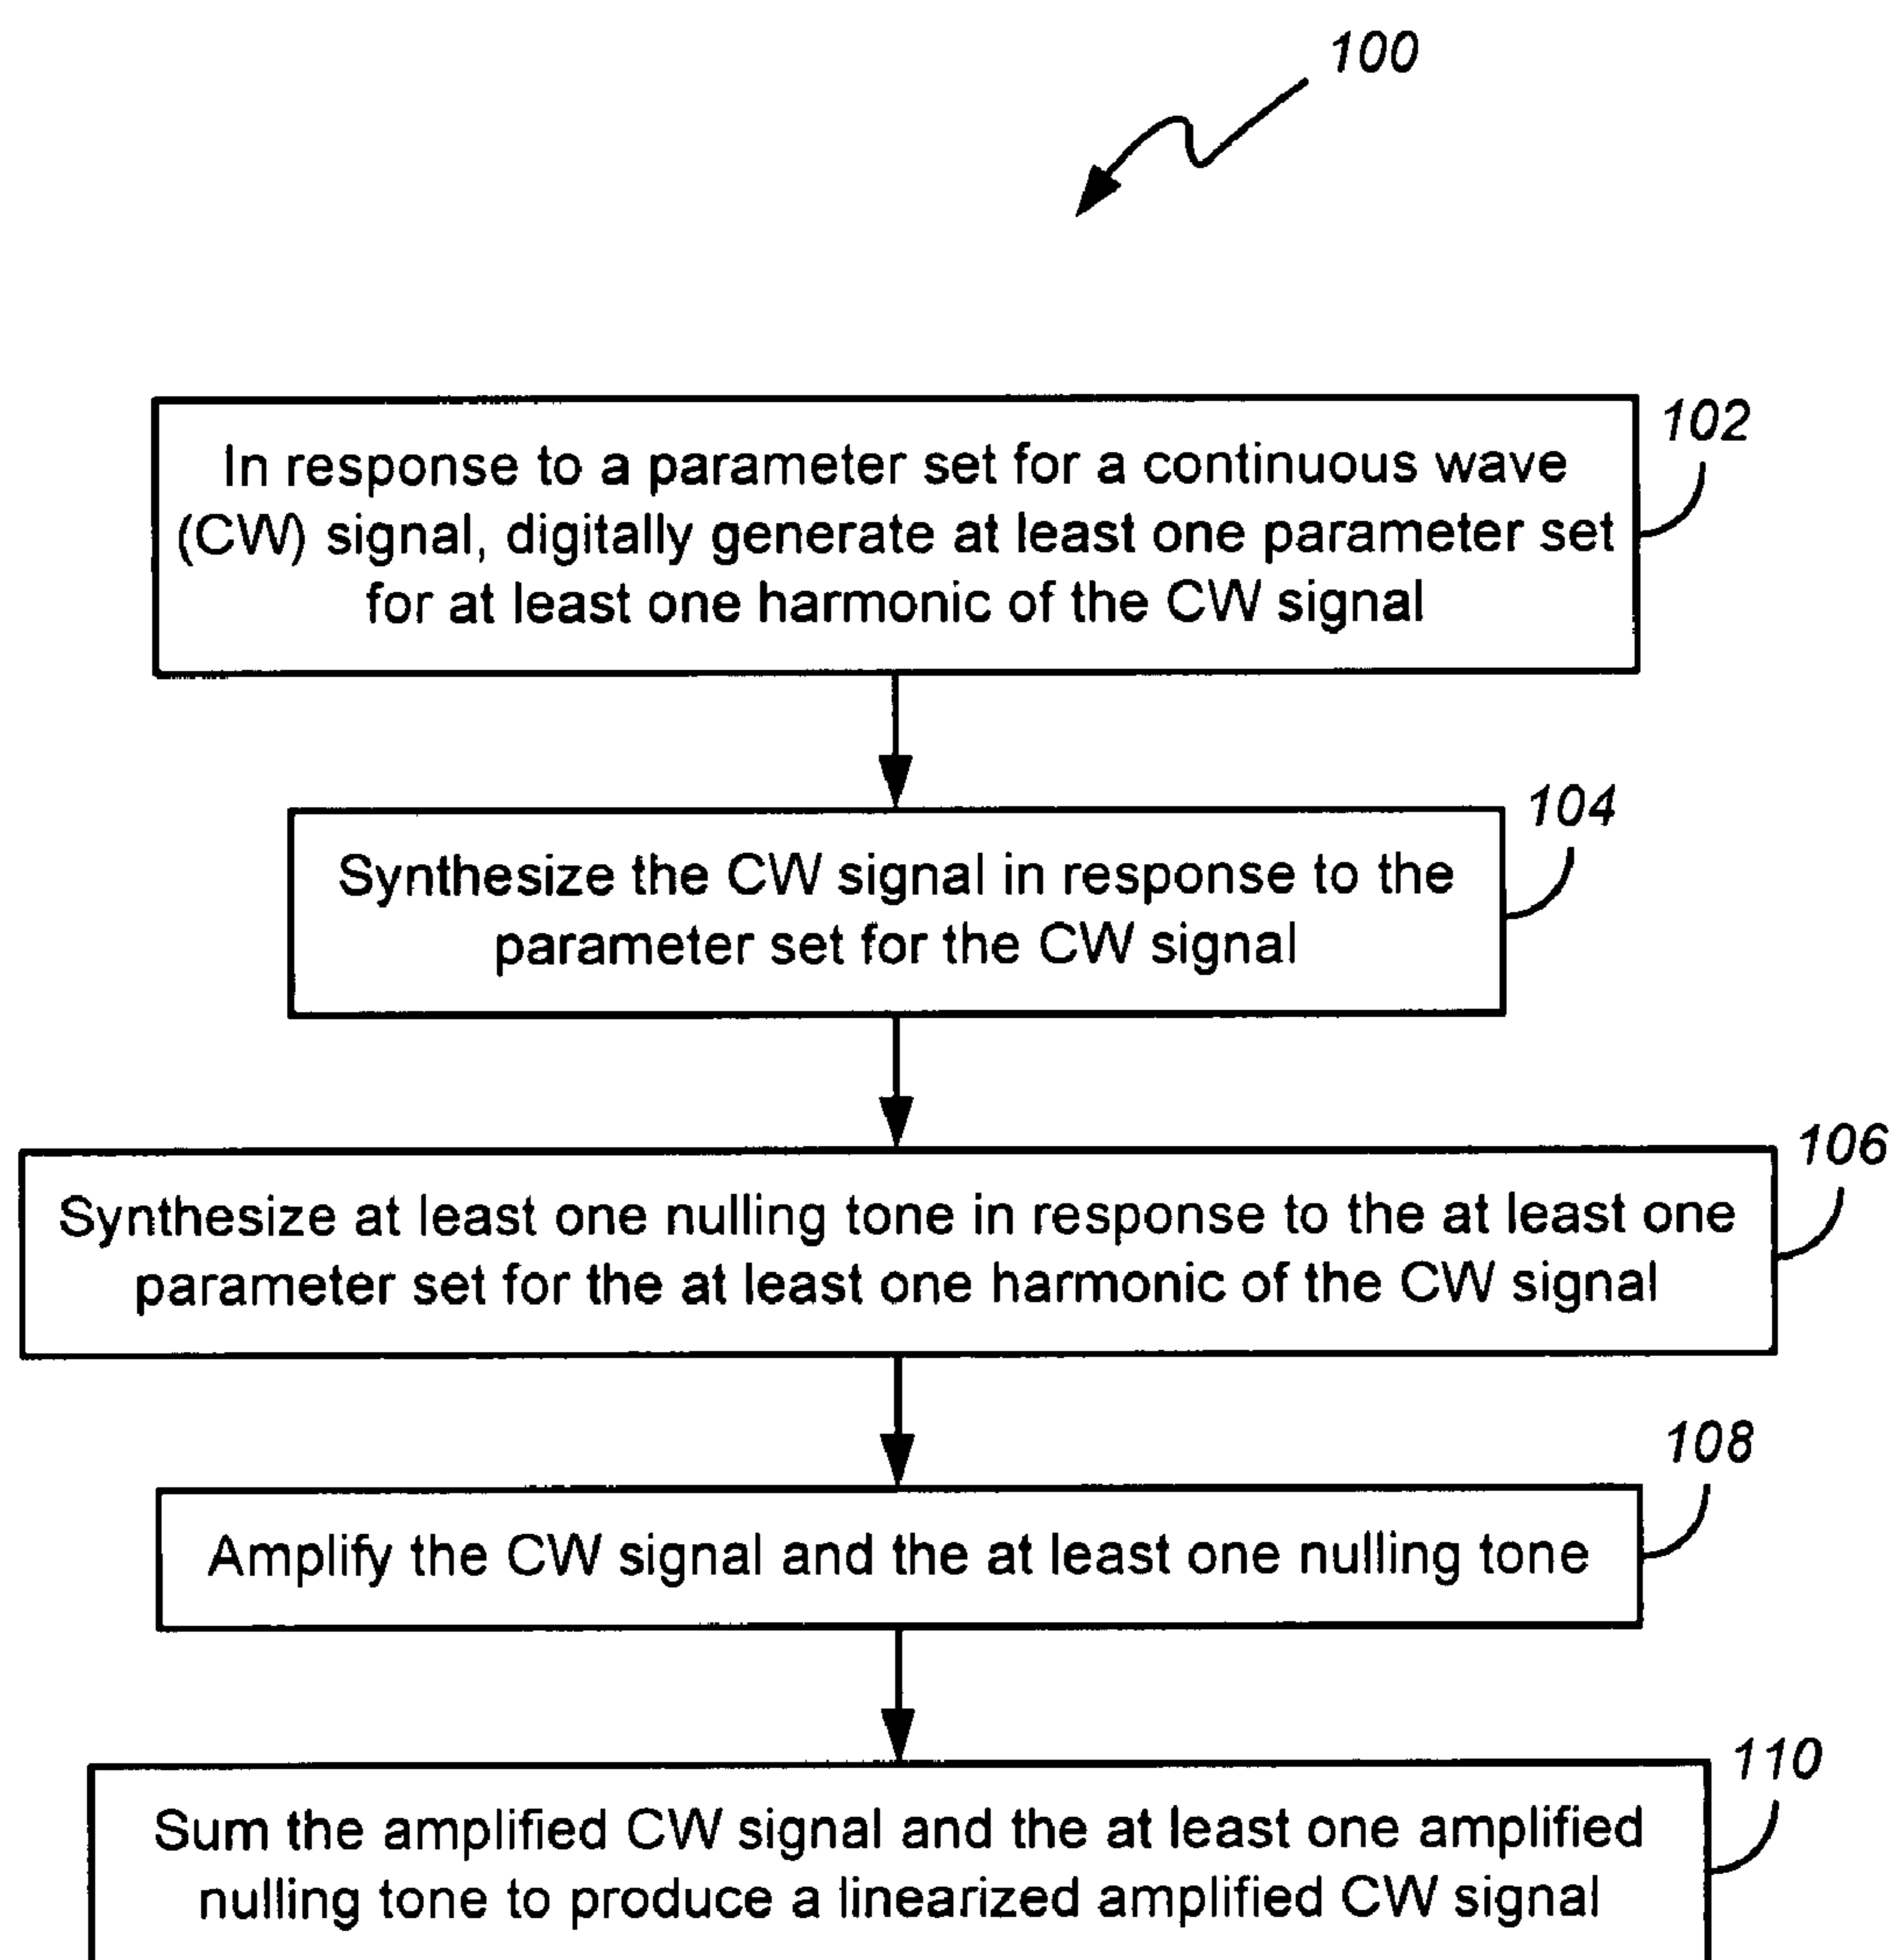 100
102
In response to a parameter set for a continuous wave
(CW) signal, digitally generate at least one parameter set
for at least one harmonic of the CW signal
104
Synthesize the CW signal in response to the
parameter set for the CW signal
106
Synthesize at least one nulling tone in response to the at least one
parameter set for the at least one harmonic of the CW signal
108
Amplify the CW signal and the at least one nulling tone
110
Sum the amplified CW signal and the at least one amplified
nulling tone to produce a linearized amplified CW signal